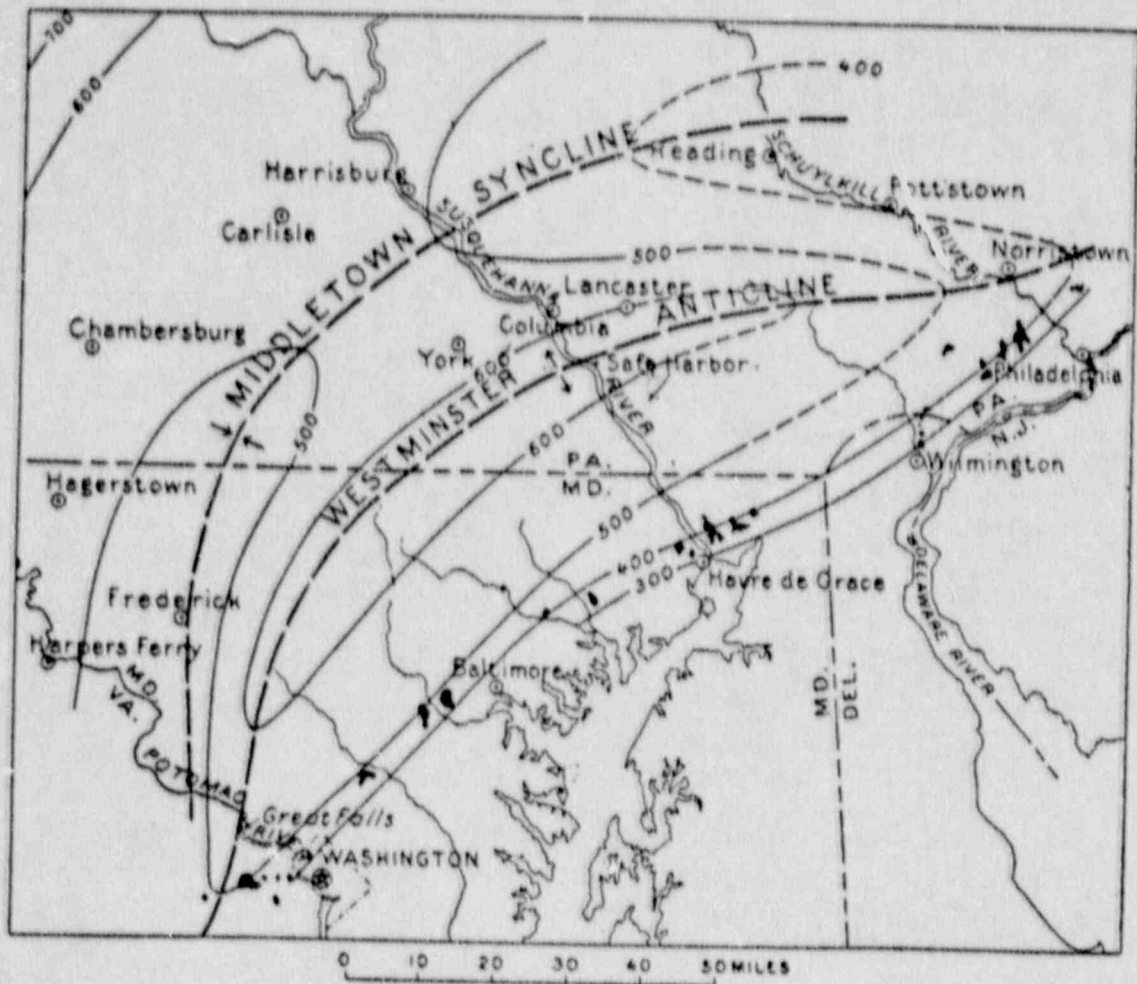 700
600
400
MIDDLETOWN SYNCLINE
Reading
SCHUYLKILL RIVER
Pottstown
Harrisburg
Carlisle
SUSQUEHANNA RIVER
500
Norristown
Lancaster
WESTMINSTER ANTICLINE
Columbia
Chambersburg
York
600
Safe Harbor
Philadelphia
500
600
PA.
N.J.
PA.
MD.
Wilmington
Hagerstown
500
400
300
Havre de Grace
DELAWARE RIVER
Frederick
Harpers Ferry
MD.
VA.
Baltimore
MD.
DEL.
POTOMAC RIVER
Great Falls
WASHINGTON
0 10 20 30 40 50 MILES